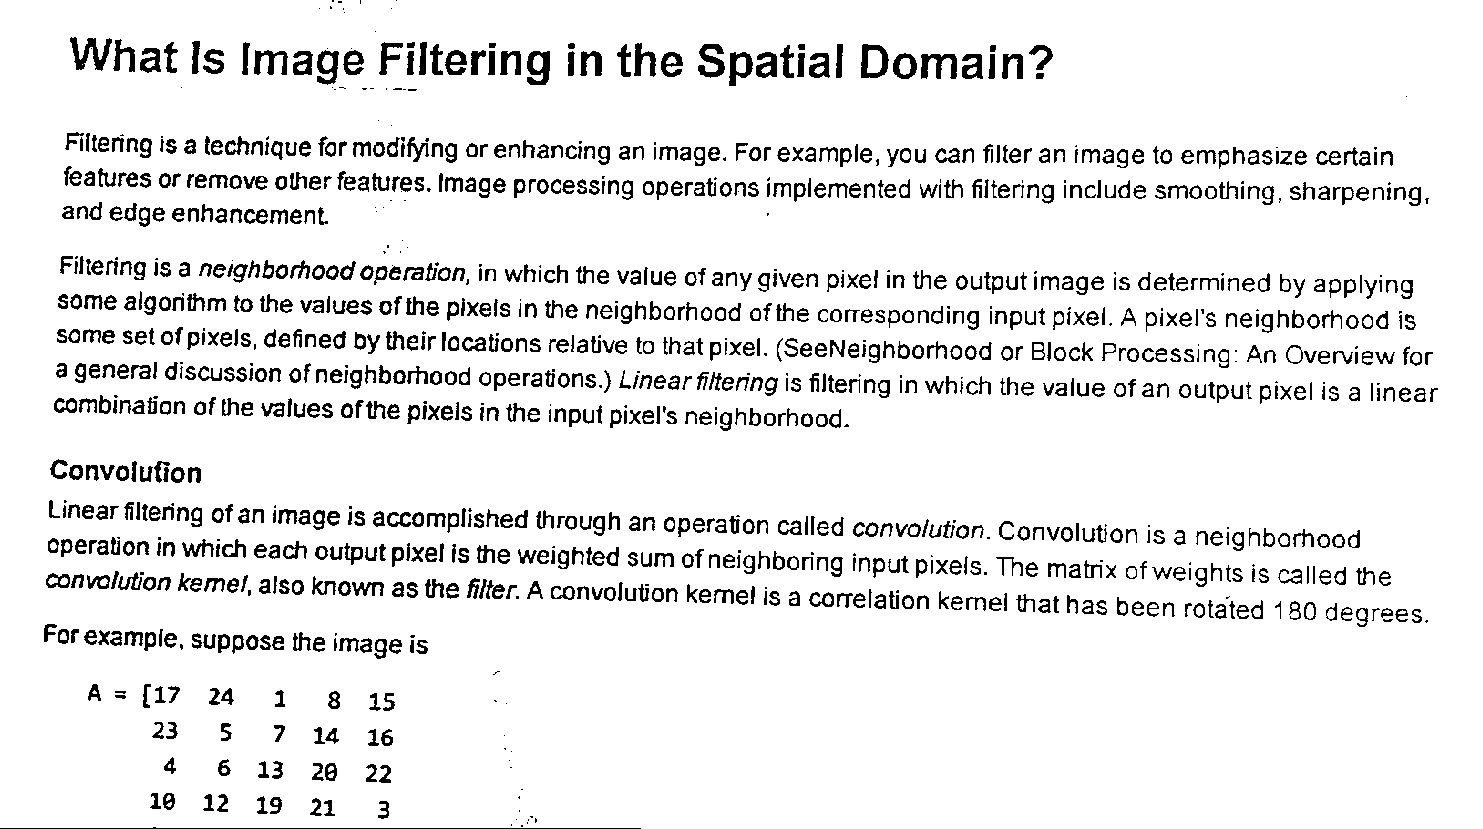 What Is Image Filtering in the Spatial Domain?
Filtering is a technique for modifying or enhancing an image. For example, you can filter an image to emphasize certain
features or remove other features. Image processing operations implemented with filtering include smoothing, sharpening,
and edge enhancement.
Filtering is a neighborhood operation, in which the value of any given pixel in the output image is determined by applying
some algorithm to the values of the pixels in the neighborhood of the corresponding input pixel. A pixel's neighborhood is
some set of pixels, defined by their locations relative to that pixel. (SeeNeighborhood or Block Processing: An Overview for
a general discussion of neighborhood operations.) Linear filtering is filtering in which the value of an output pixel is a linear
combination of the values of the pixels in the input pixel's neighborhood.
Convolution
Linear filtering of an image is accomplished through an operation called convolution. Convolution is a neighborhood
operation in which each output pixel is the weighted sum of neighboring input pixels. The matrix of weights is called the
convolution kernel, also known as the filter. A convolution kernel is a correlation kernel that has been rotated 180 degrees.
For example, suppose the image is
A = [17 24 1 8 15
23 5 7 14 16
4 6 13 20 22
10 12 19 21 3